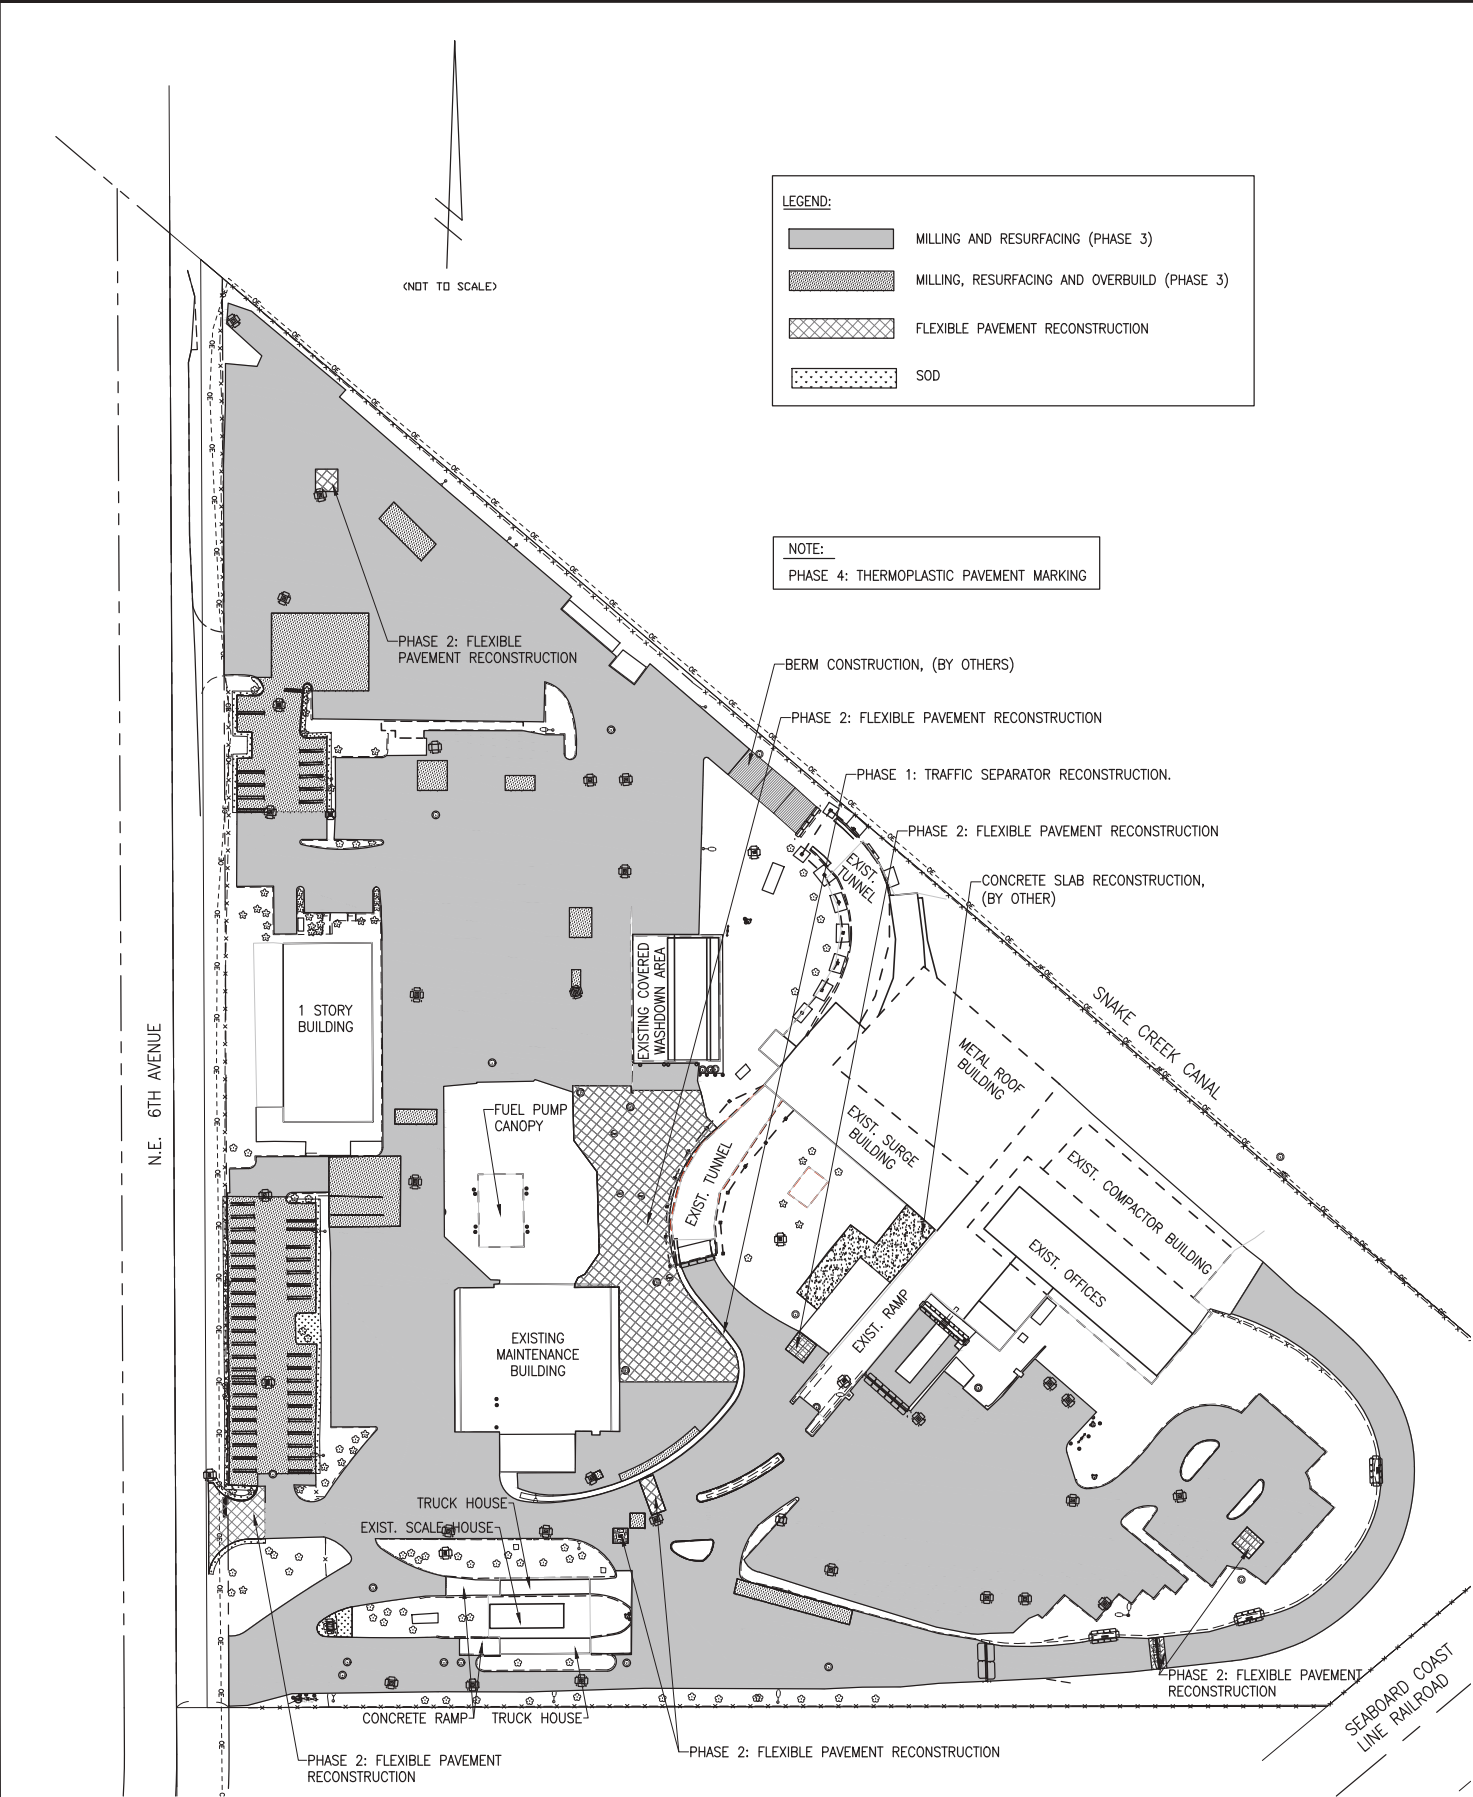 (NOT TO SCALE)
LEGEND:
MILLING AND RESURFACING (PHASE 3)
MILLING, RESURFACING AND OVERBUILD (PHASE 3)
FLEXIBLE PAVEMENT RECONSTRUCTION
SOD
NOTE:
PHASE 4: THERMOPLASTIC PAVEMENT MARKING
PHASE 2: FLEXIBLE
PAVEMENT RECONSTRUCTION
BERM CONSTRUCTION, (BY OTHERS)
PHASE 2: FLEXIBLE PAVEMENT RECONSTRUCTION
PHASE 1: TRAFFIC SEPARATOR RECONSTRUCTION.
PHASE 2: FLEXIBLE PAVEMENT RECONSTRUCTION
CONCRETE SLAB RECONSTRUCTION,
(BY OTHER)
EXIST.
TUNNEL
EXISTING COVERED
WASHDOWN AREA
1 STORY
BUILDING
N.E. 6TH AVENUE
SNAKE CREEK CANAL
METAL ROOF
BUILDING
EXIST. SURGE
BUILDING
FUEL PUMP
CANOPY
EXIST. TUNNEL
EXIST. COMPACTOR BUILDING
EXIST. OFFICES
EXIST. RAMP
EXISTING
MAINTENANCE
BUILDING
TRUCK HOUSE
EXIST. SCALE HOUSE
CONCRETE RAMP
TRUCK HOUSE
PHASE 2: FLEXIBLE PAVEMENT
RECONSTRUCTION
SEABOARD COAST
LINE RAILROAD
PHASE 2: FLEXIBLE PAVEMENT RECONSTRUCTION
PHASE 2: FLEXIBLE PAVEMENT
RECONSTRUCTION